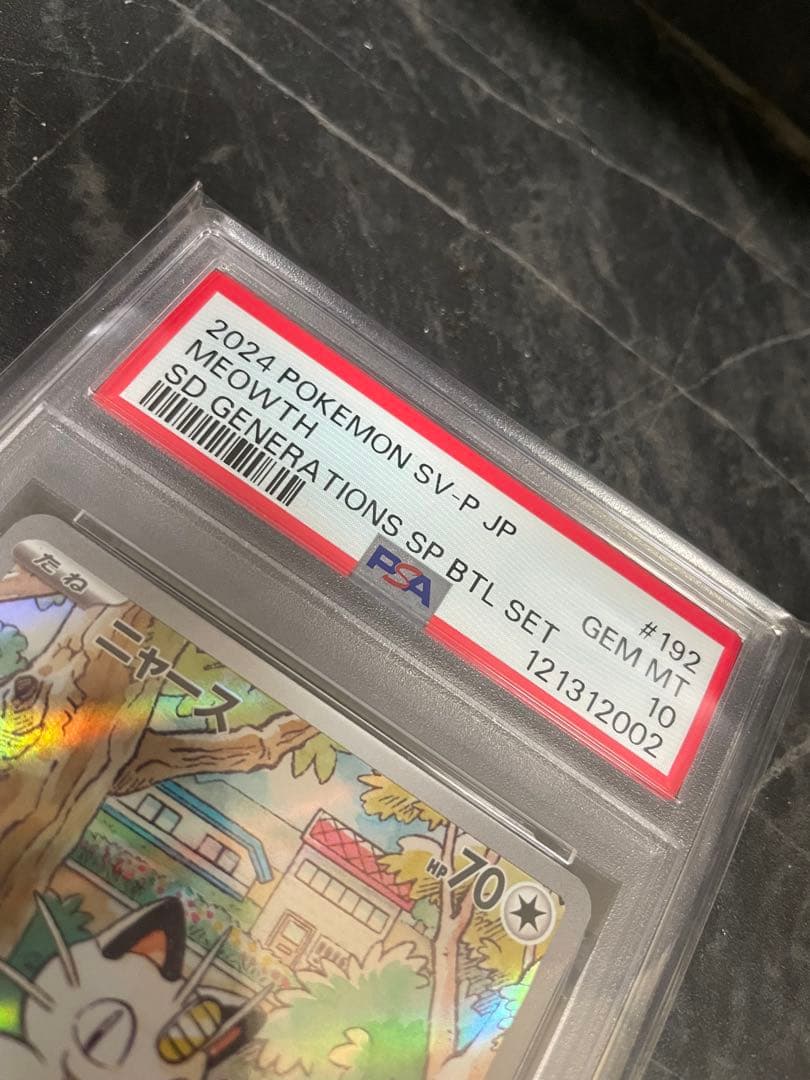 2024 POKEMON SV-P JP #192
MEOWTH GEM MT
SD GENERATIONS SP BTL SET 10
121312002
PSA
たね
ニャース
HP70